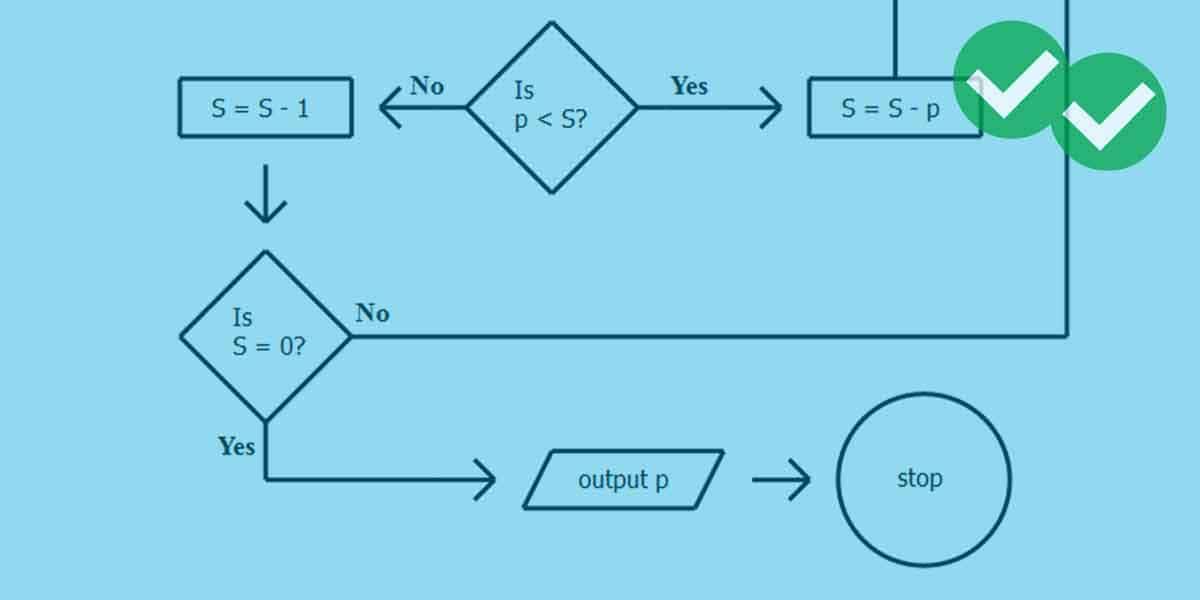 S = S - 1
No
Is
p < S?
Yes
S = S - p
Is
S = 0?
No
Yes
output p
stop